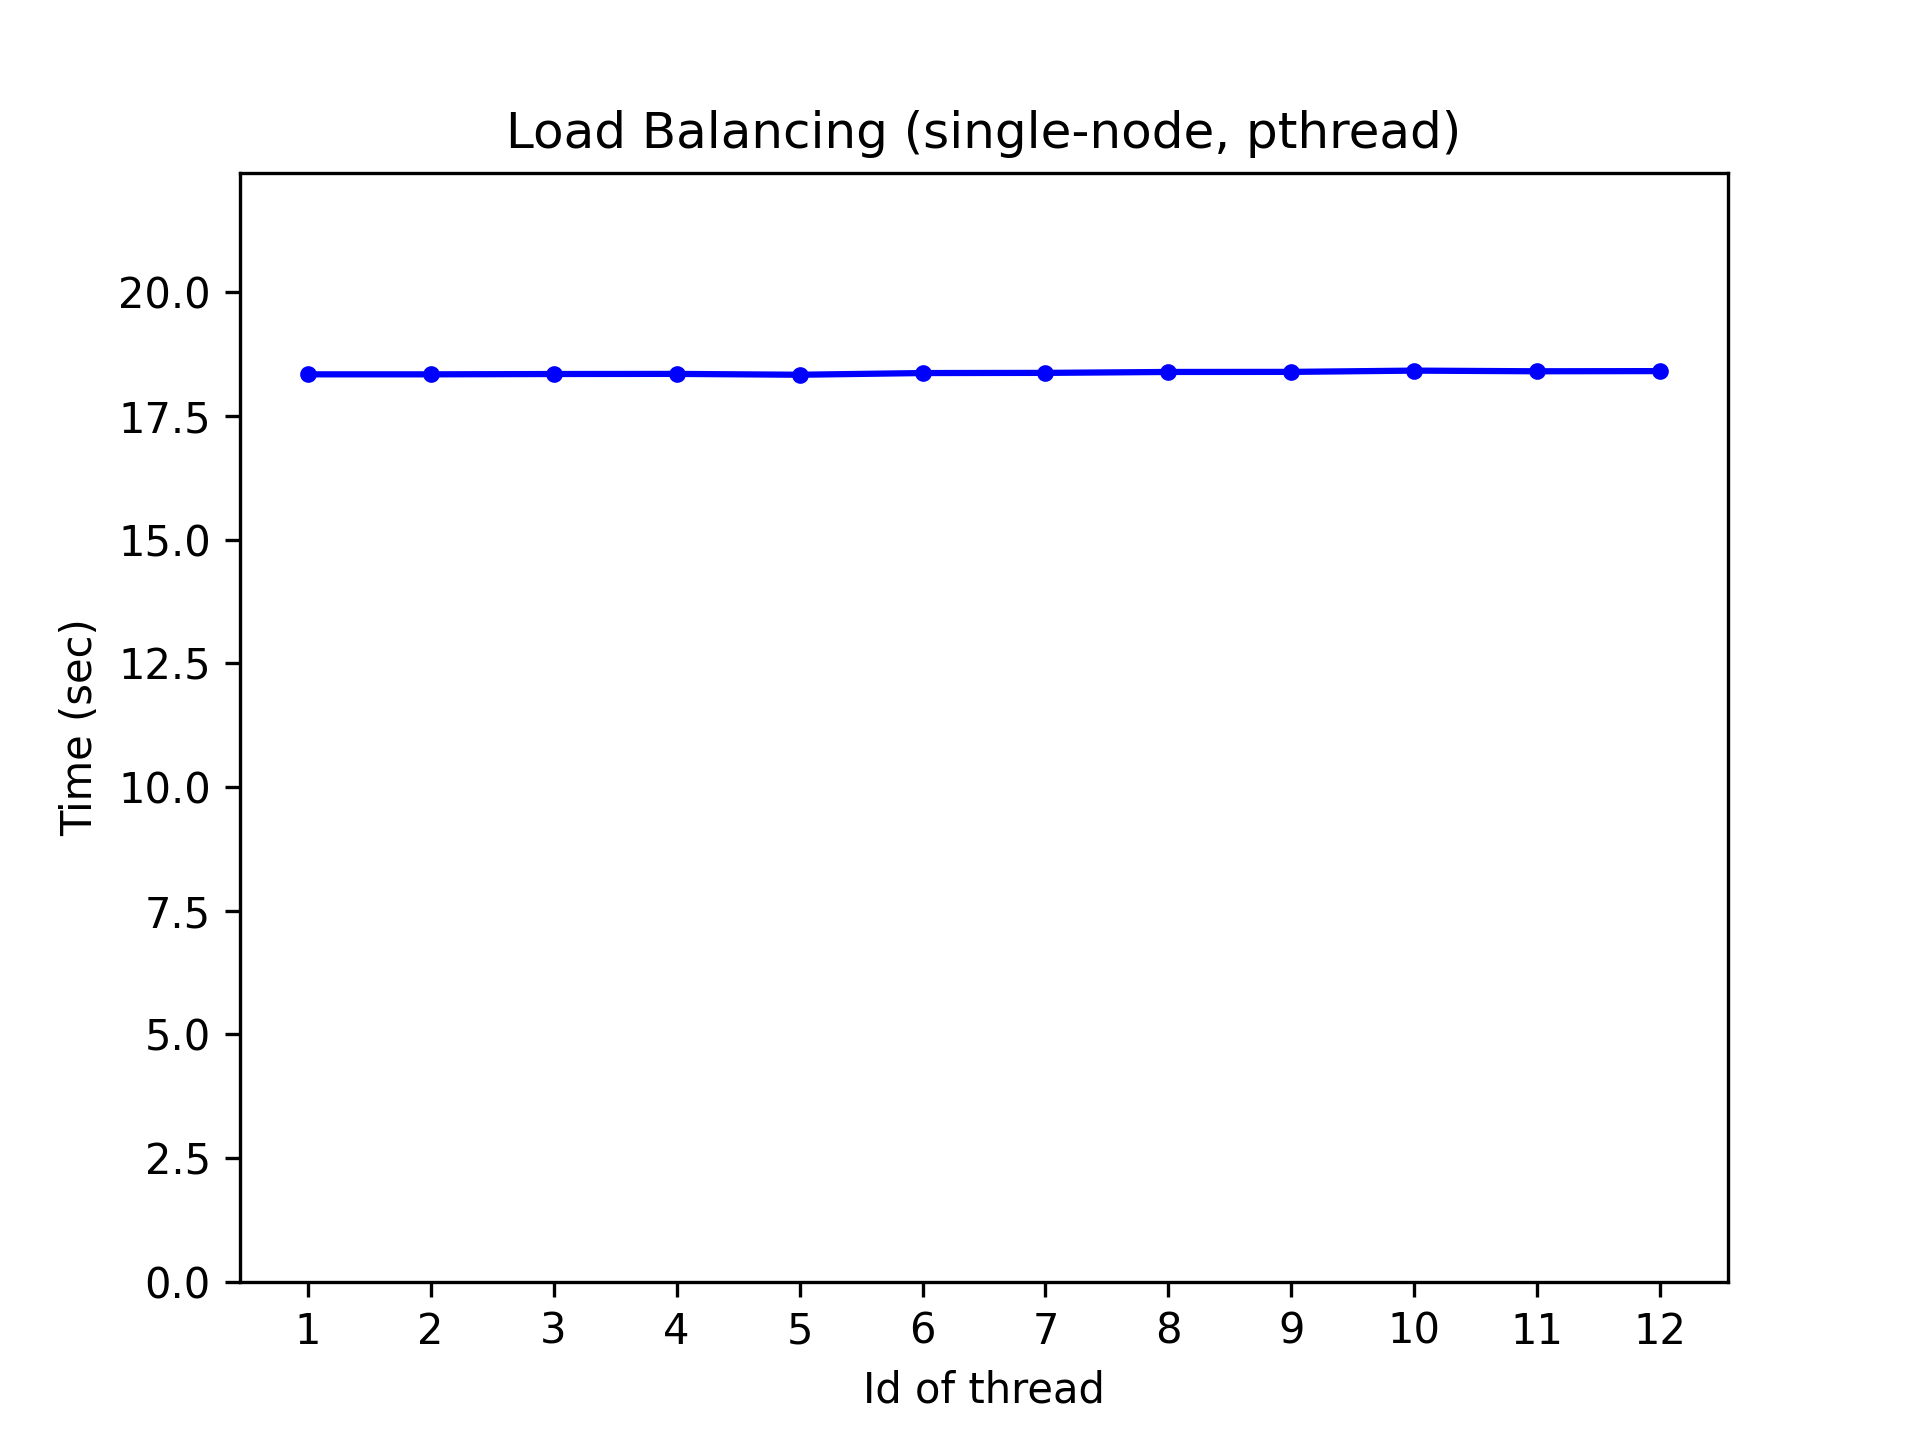 Load Balancing (single-node, pthread)
20.0
17.5
15.0
12.5
10.0
7.5
5.0
2.5
0.0
Time (sec)
1 2 3 4 5 6 7 8 9 10 11 12
Id of thread